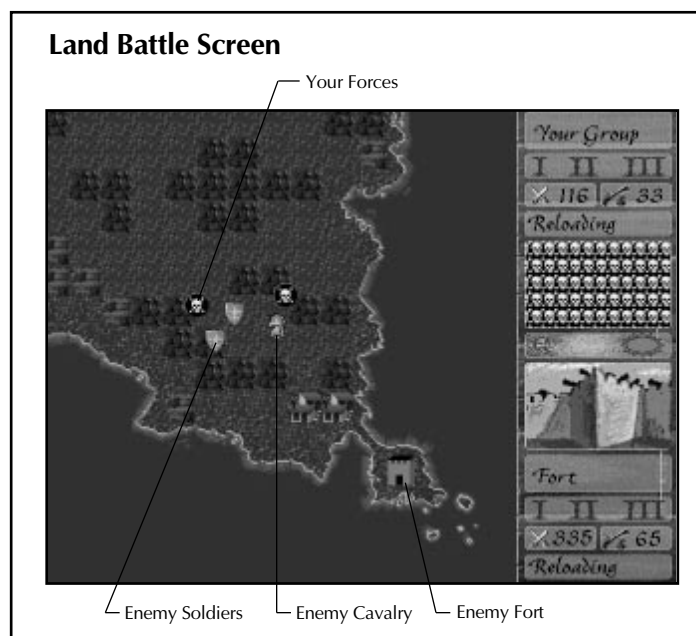 Land Battle Screen
Your Forces
Your Group
I II III
116 33
Reloading
Fort
I II III
335 65
Reloading
Enemy Soldiers
Enemy Cavalry
Enemy Fort